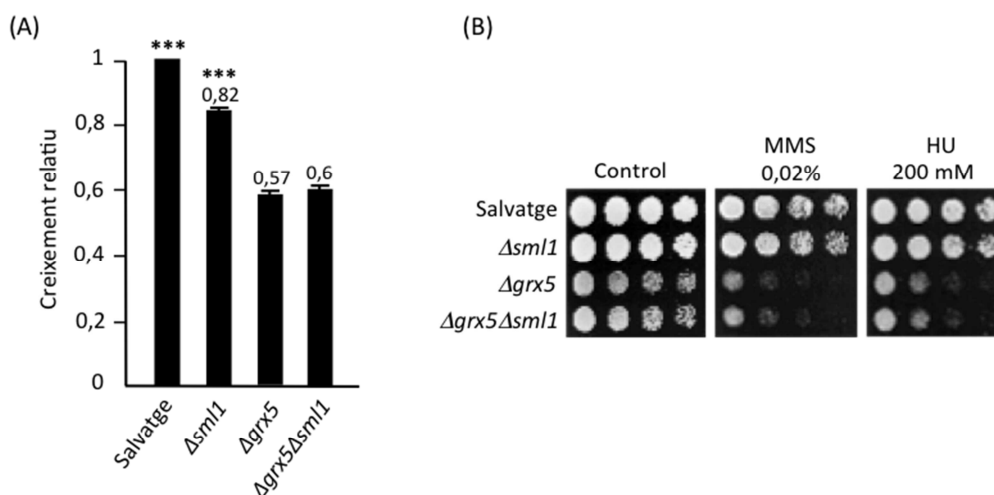 (A)
Creixement relatiu
1
0,8
0,6
0,4
0,2
0
***
***
0,82
0,57
0,6
Salvatge
Δsml1
Δgrx5
Δgrx5Δsml1
(B)
Control
MMS
0,02%
HU
200 mM
Salvatge
Δsml1
Δgrx5
Δgrx5Δsml1